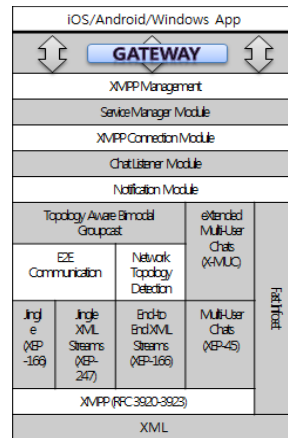 iOS/Android/Windows App
GATEWAY
XMPP Management
Service Manager Module
XMPP Connection Module
Chat Listener Module
Notification Module
Topology Aware Bimodal
Groupcast
eXtended
Multi-User
Chats
(X-MUC)
Fast Infoset
E2E
Communication
Network
Topology
Detection
Jingl
e
(XEP
-166)
Jingle
XML
Streams
(XEP-
247)
End-to
End XML
Streams
(XEP-166)
Multi-User
Chats
(XEP-45)
XMPP (RFC 3920-3923)
XML